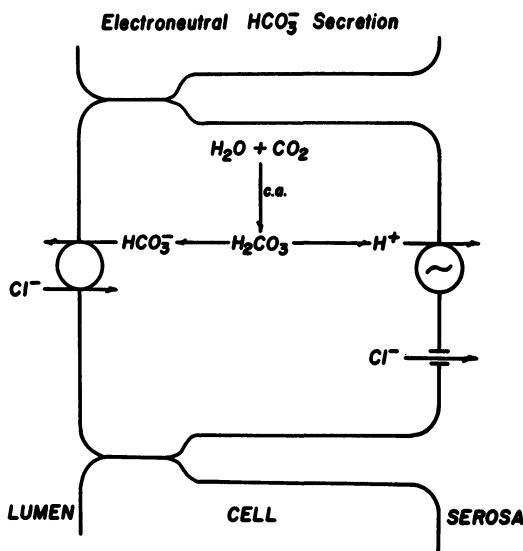 Electroneutral HCO₃⁻ Secretion
H₂O + CO₂
c.a.
HCO₃⁻ H₂CO₃ H⁺
~
Cl⁻
Cl⁻
LUMEN CELL SEROSA